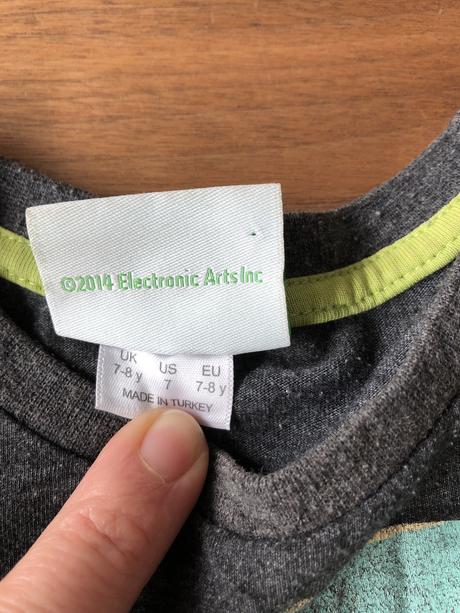 ©2014 Electronic Arts Inc
UK US EU
7-8 y 7 7-8 y
MADE IN TURKEY